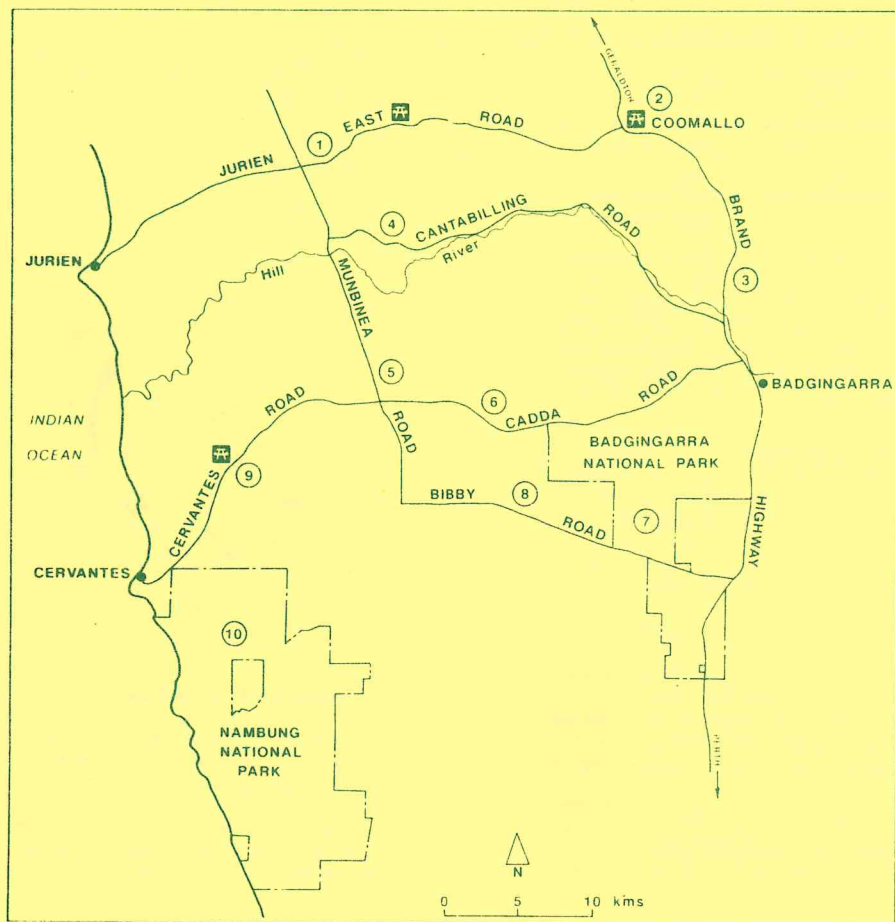 GERALDTON
2
COOMALLO
EAST ROAD
1
JURIEN
BRAND
4
CANTABILLING ROAD
River
JURIEN
Hill
MUNBINEA
3
5
BADGINGARRA
ROAD
6
CADDA ROAD
INDIAN
OCEAN
BADGINGARRA
NATIONAL PARK
9
CERVANTES
ROAD
8
BIBBY
ROAD
7
HIGHWAY
CERVANTES
10
NAMBUNG
NATIONAL
PARK
PERTH
N
0 5 10 kms